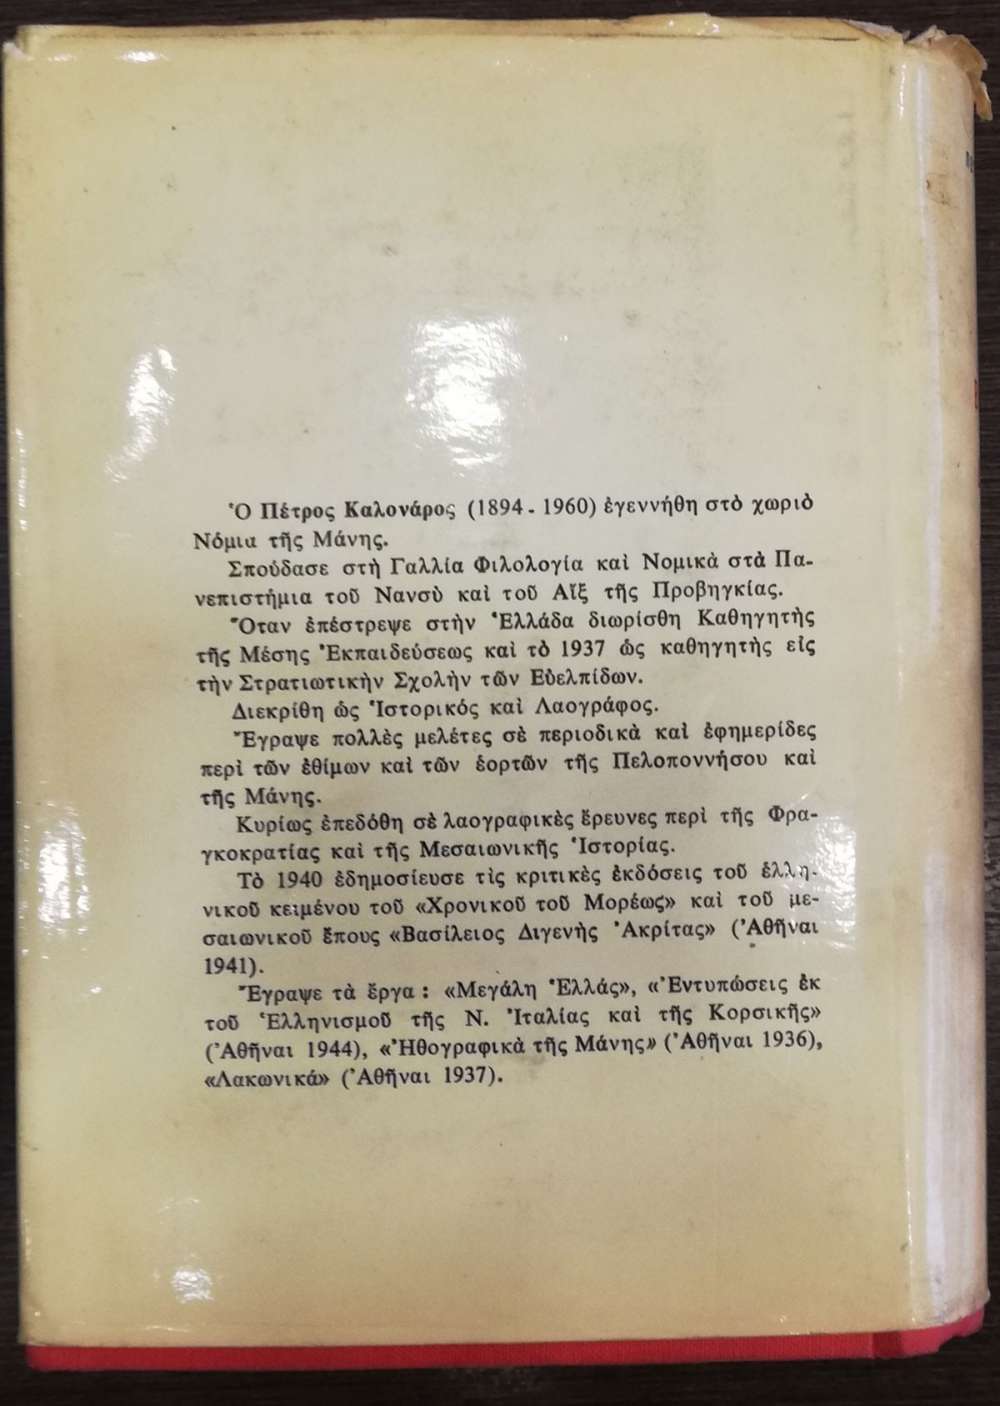 Ὁ Πέτρος Καλονάρος (1894 - 1960) ἐγεννήθη στὸ χωριὸ
Νόμια τῆς Μάνης.
Σπούδασε στὴ Γαλλία Φιλολογία καὶ Νομικὰ στὰ Πα-
νεπιστήμια τοῦ Νανσὺ καὶ τοῦ Αἲξ τῆς Προβηγκίας.
Ὅταν ἐπέστρεψε στὴν Ἑλλάδα διωρίσθη Καθηγητὴς
τῆς Μέσης Ἐκπαιδεύσεως καὶ τὸ 1937 ὡς καθηγητὴς εἰς
τὴν Στρατιωτικὴν Σχολὴν τῶν Εὐελπίδων.
Διεκρίθη ὡς Ἱστορικός καὶ Λαογράφος.
Ἔγραψε πολλὲς μελέτες σὲ περιοδικὰ καὶ ἐφημερίδες
περὶ τῶν ἐθίμων καὶ τῶν ἑορτῶν τῆς Πελοποννήσου καὶ
τῆς Μάνης.
Κυρίως ἐπεδόθη σὲ λαογραφικὲς ἔρευνες περὶ τῆς Φρα-
γκοκρατίας καὶ τῆς Μεσαιωνικῆς Ἱστορίας.
Τὸ 1940 ἐδημοσίευσε τὶς κριτικὲς ἐκδόσεις τοῦ ἑλλη-
νικοῦ κειμένου τοῦ «Χρονικοῦ τοῦ Μορέως» καὶ τοῦ με-
σαιωνικοῦ ἔπους «Βασίλειος Διγενὴς Ἀκρίτας» (Ἀθῆναι
1941).
Ἔγραψε τὰ ἔργα : «Μεγάλη Ἑλλάς», «Ἐντυπώσεις ἐκ
τοῦ Ἑλληνισμοῦ τῆς Ν. Ἰταλίας καὶ τῆς Κορσικῆς»
(Ἀθῆναι 1944), «Ἠθογραφικὰ τῆς Μάνης» (Ἀθῆναι 1936),
«Λακωνικά» (Ἀθῆναι 1937).